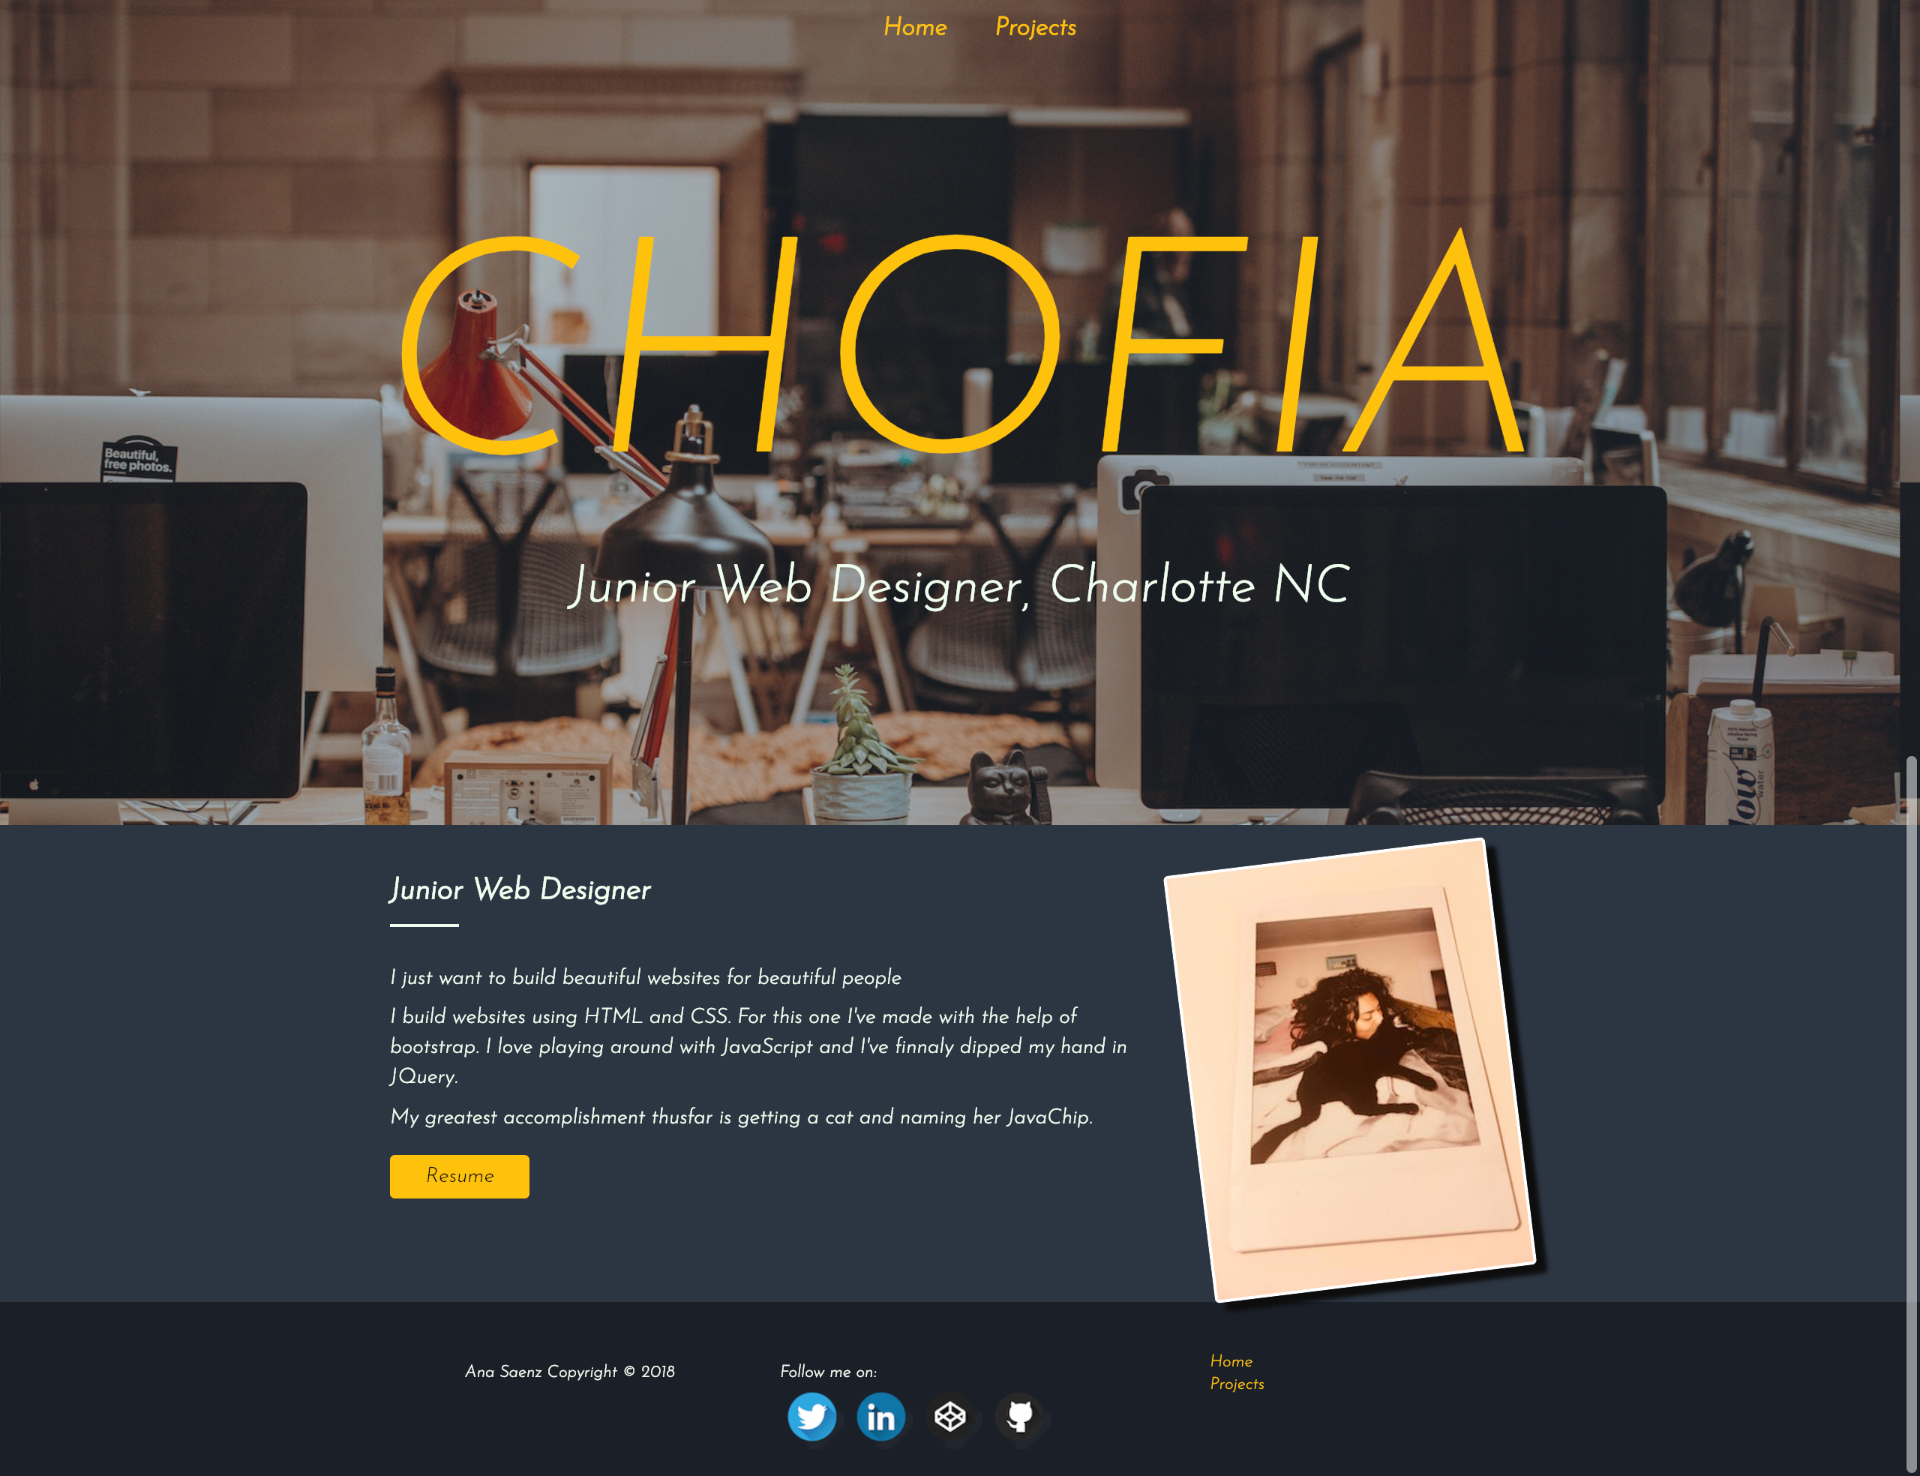 Home Projects
CHOFIA
Beautiful,
free photos.
Junior Web Designer, Charlotte NC
Junior Web Designer
I just want to build beautiful websites for beautiful people
I build websites using HTML and CSS. For this one I've made with the help of
bootstrap. I love playing around with JavaScript and I've finnaly dipped my hand in
JQuery.
My greatest accomplishment thusfar is getting a cat and naming her JavaChip.
Resume
Ana Saenz Copyright © 2018
Follow me on:
in
Home
Projects